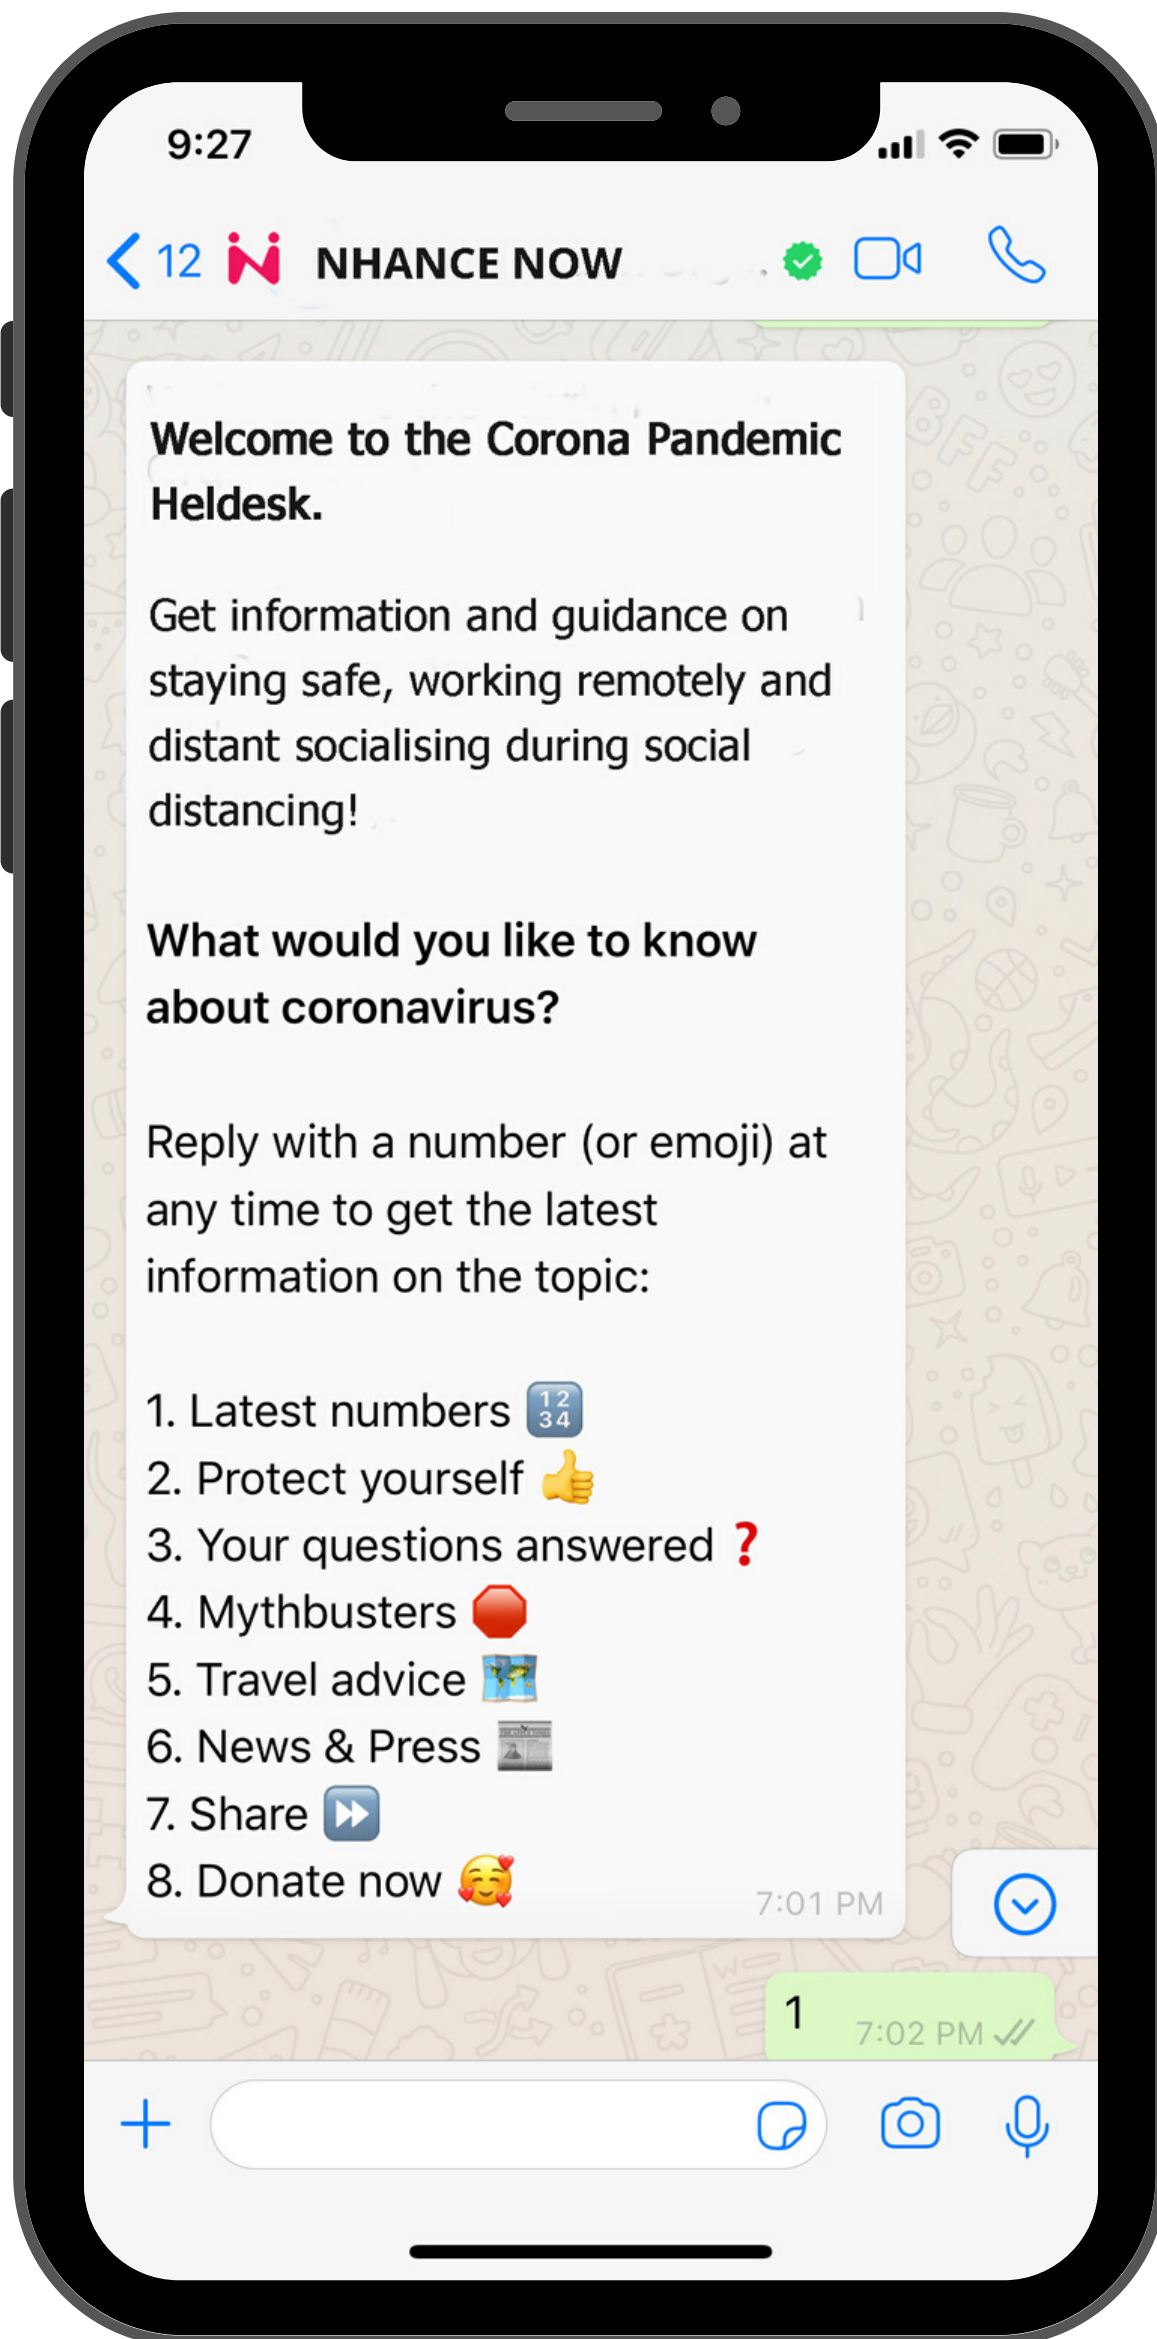 9:27
12 NHANCE NOW
Welcome to the Corona Pandemic
Heldesk.
Get information and guidance on
staying safe, working remotely and
distant socialising during social
distancing!
What would you like to know
about coronavirus?
Reply with a number (or emoji) at
any time to get the latest
information on the topic:
1. Latest numbers 🔢
2. Protect yourself 👍
3. Your questions answered ❓
4. Mythbusters 🛑
5. Travel advice 🗺️
6. News & Press 📰
7. Share ⏩
8. Donate now 🥰
7:01 PM
1
7:02 PM